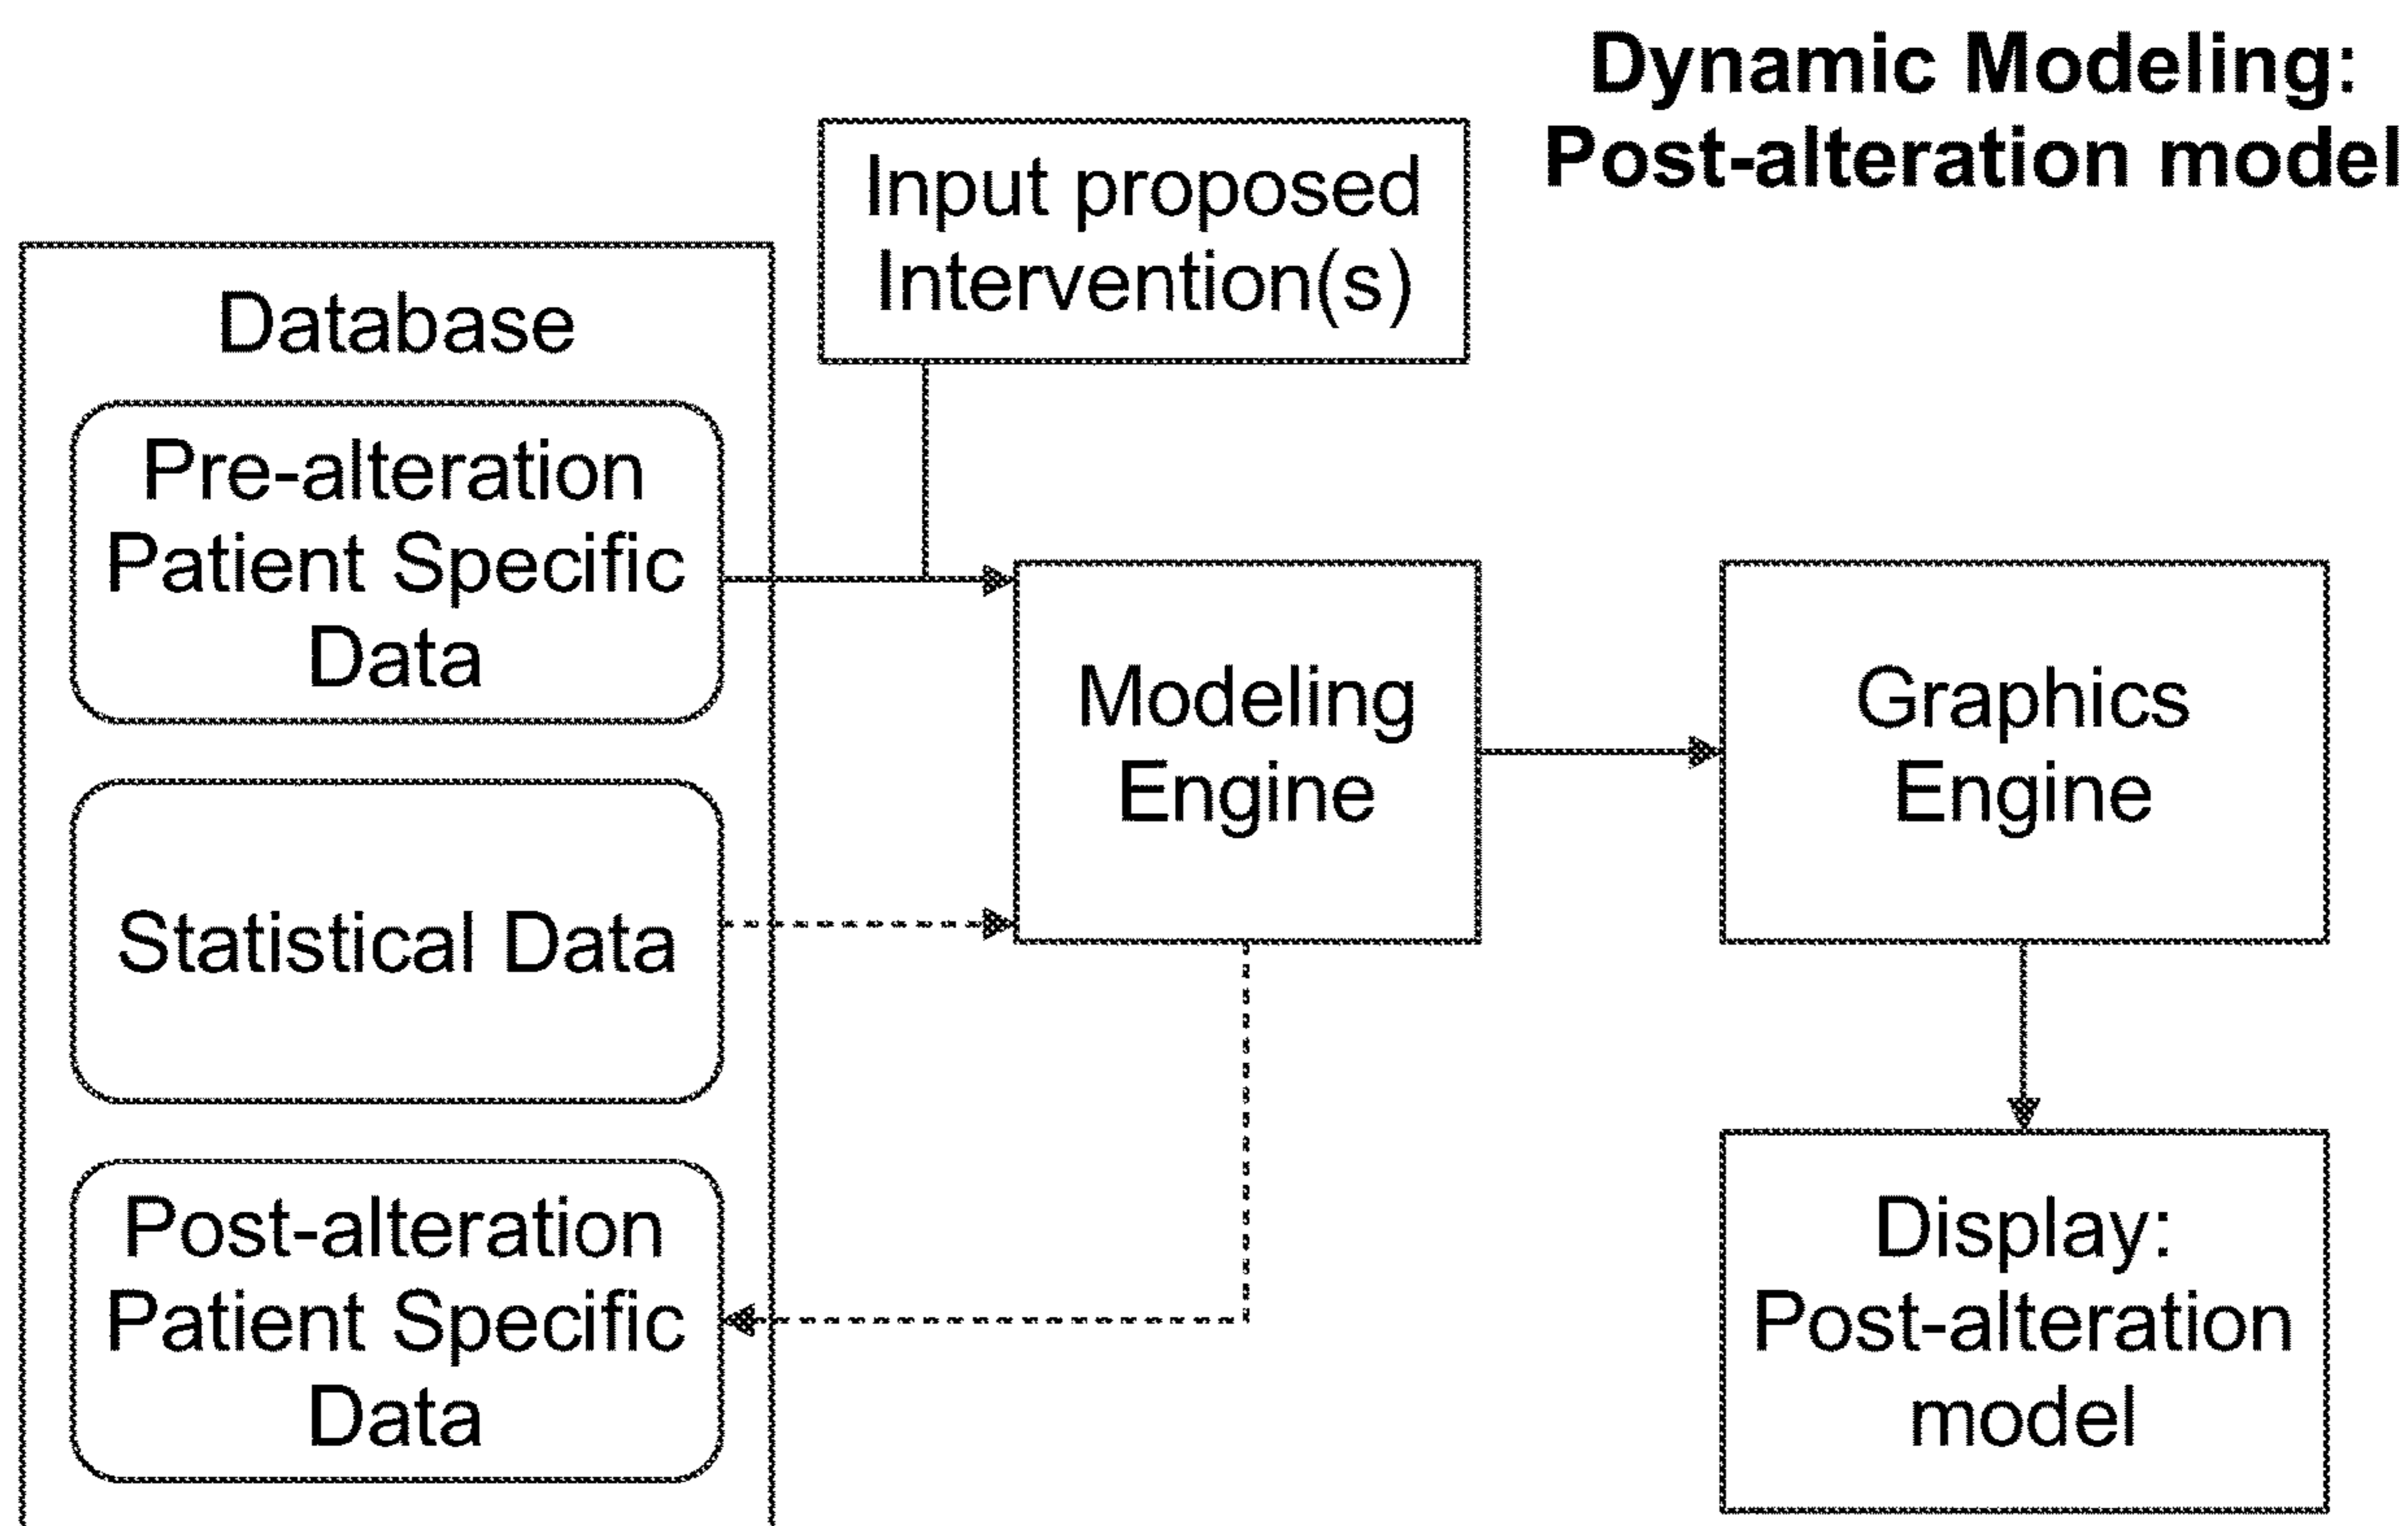 Dynamic Modeling:
Post-alteration model
Input proposed
Intervention(s)
Database
Pre-alteration
Patient Specific
Data
Statistical Data
Post-alteration
Patient Specific
Data
Modeling
Engine
Graphics
Engine
Display:
Post-alteration
model